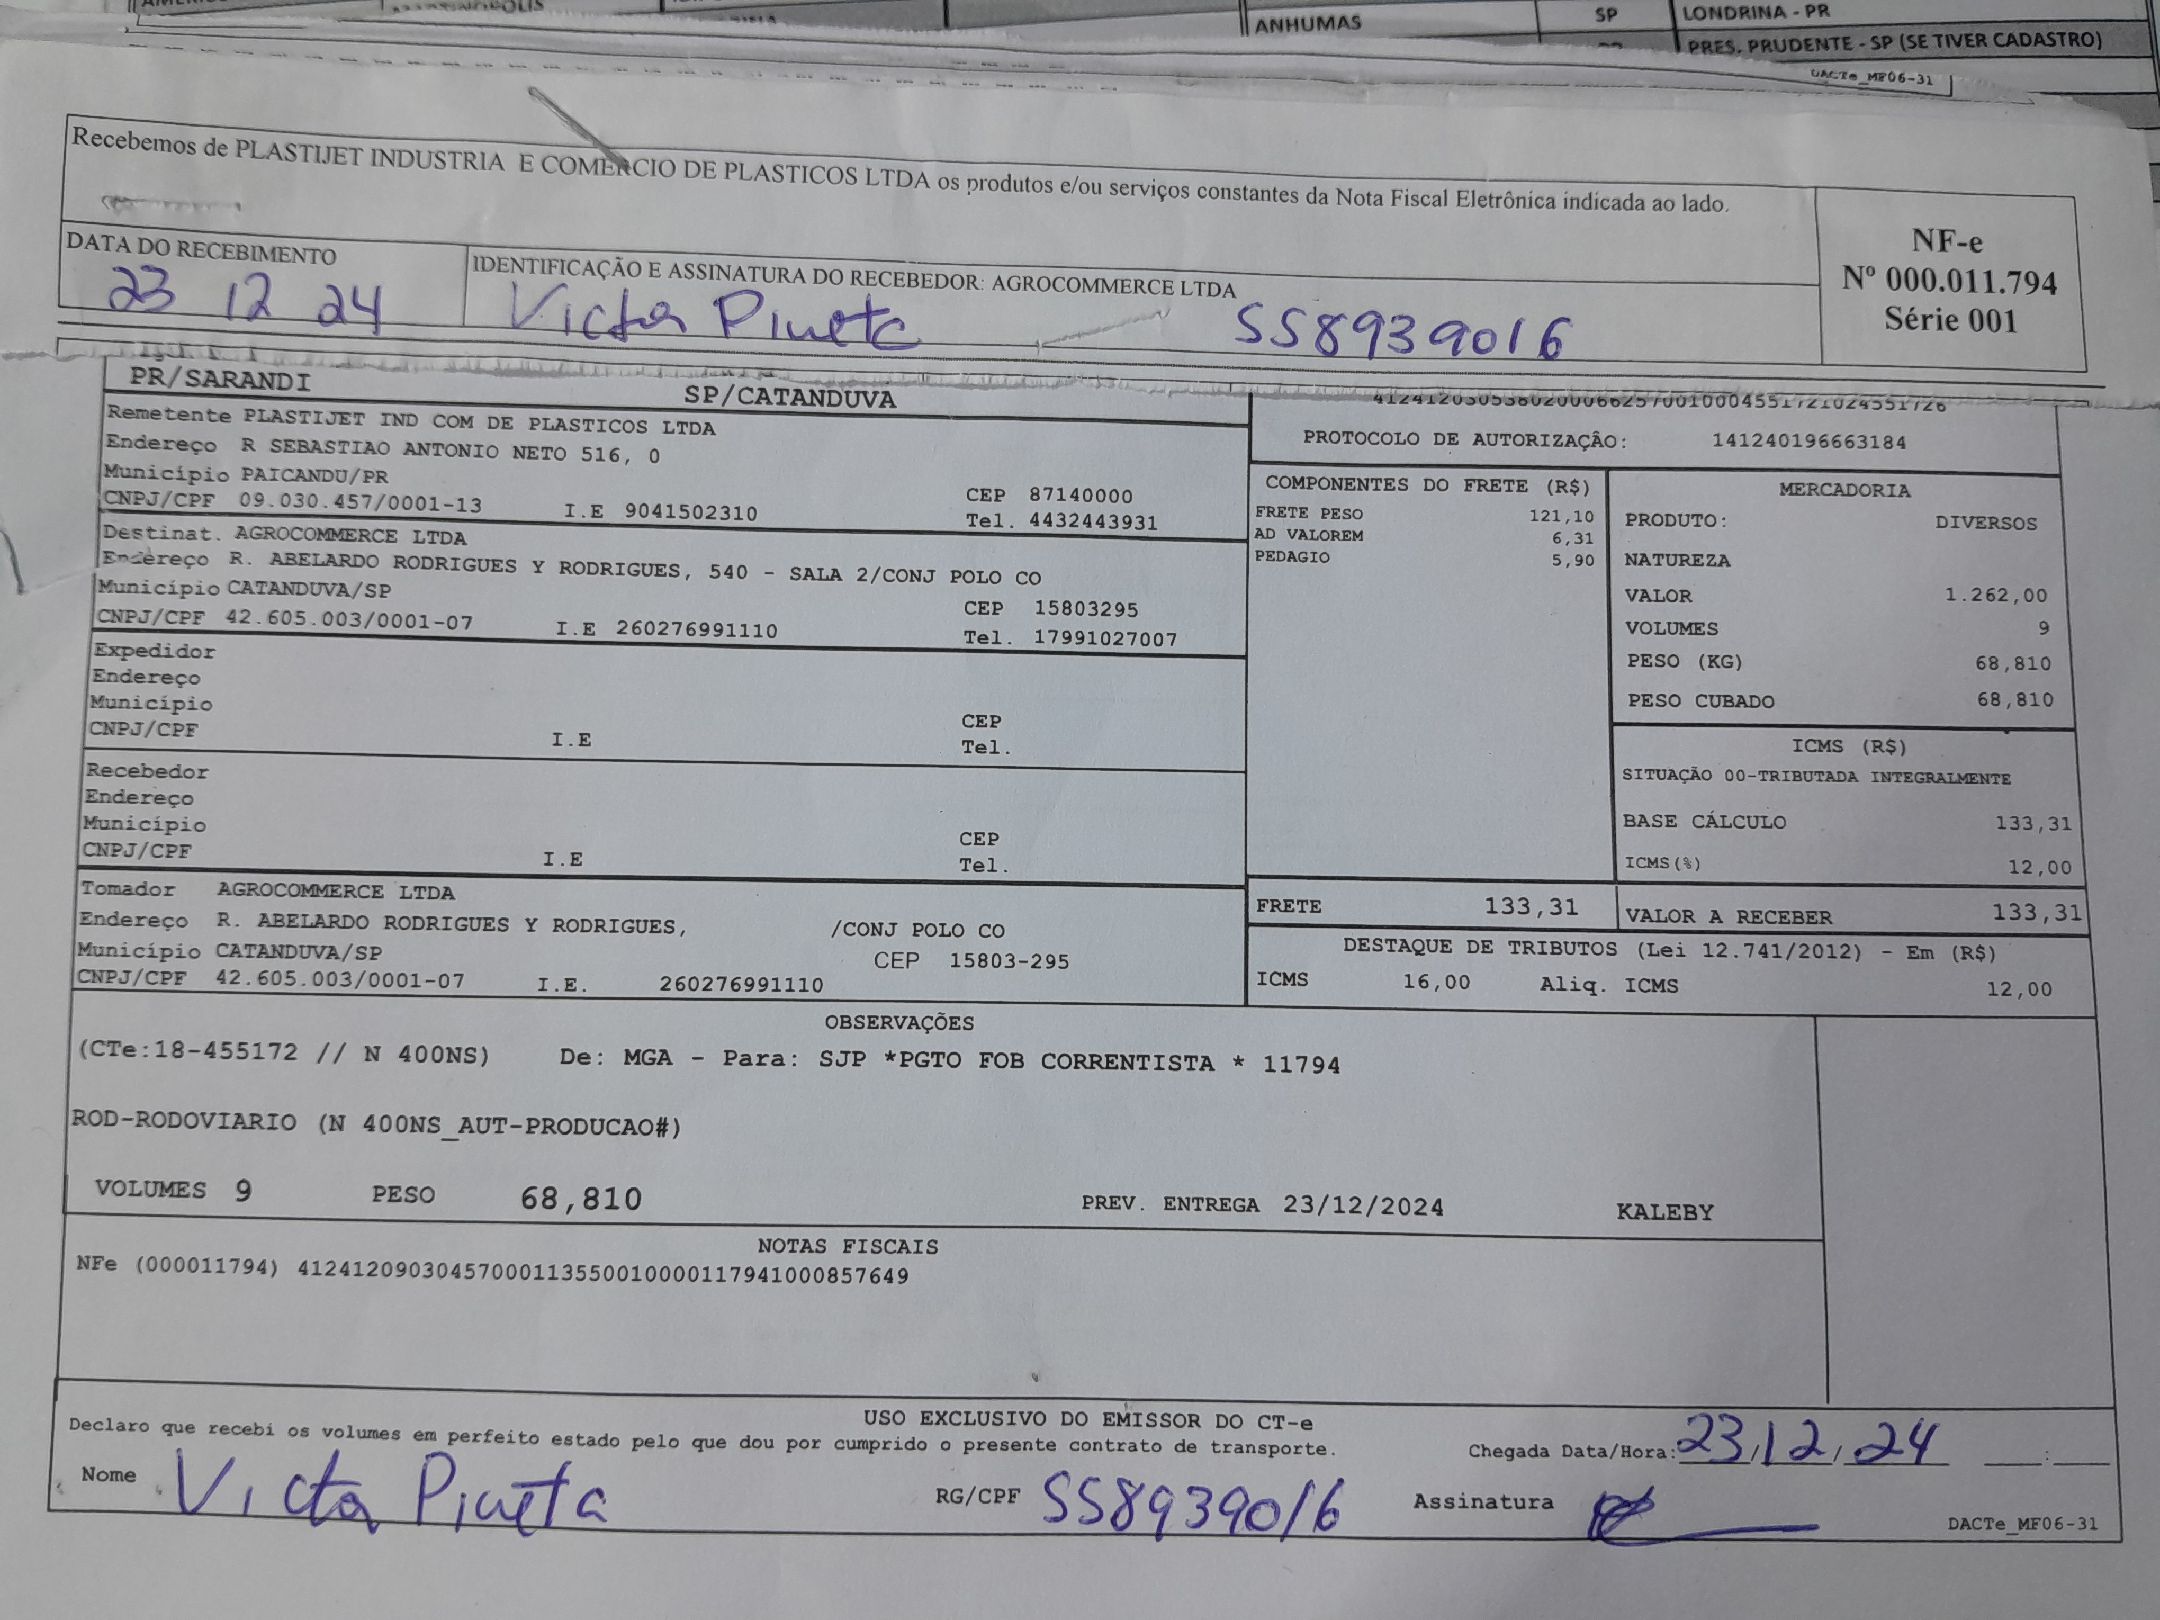 ANHUMAS
SP
LONDRINA - PR
PRES. PRUDENTE - SP (SE TIVER CADASTRO)
DACTe_MF06-31
Recebemos de PLASTIJET INDUSTRIA E COMERCIO DE PLASTICOS LTDA os produtos e/ou serviços constantes da Nota Fiscal Eletrônica indicada ao lado.
NF-e
Nº 000.011.794
Série 001
DATA DO RECEBIMENTO
23 12 24
IDENTIFICAÇÃO E ASSINATURA DO RECEBEDOR: AGROCOMMERCE LTDA
Victor 558939016
PR/SARANDI SP/CATANDUVA
Remetente PLASTIJET IND COM DE PLASTICOS LTDA
Endereço R SEBASTIAO ANTONIO NETO 516, 0
Município PAICANDU/PR
CEP 87140000
CNPJ/CPF 09.030.457/0001-13 I.E 9041502310 Tel. 4432443931
Destinat. AGROCOMMERCE LTDA
Endereço R. ABELARDO RODRIGUES Y RODRIGUES, 540 - SALA 2/CONJ POLO CO
Município CATANDUVA/SP
CEP 15803295
CNPJ/CPF 42.605.003/0001-07 I.E 260276991110 Tel. 17991027007
Expedidor
Endereço
Município
CEP
CNPJ/CPF I.E Tel.
Recebedor
Endereço
Município
CEP
CNPJ/CPF I.E Tel.
Tomador AGROCOMMERCE LTDA
Endereço R. ABELARDO RODRIGUES Y RODRIGUES, /CONJ POLO CO
Município CATANDUVA/SP CEP 15803-295
CNPJ/CPF 42.605.003/0001-07 I.E. 260276991110
PROTOCOLO DE AUTORIZAÇÃO: 141240196663184
COMPONENTES DO FRETE (R$)
FRETE PESO 121,10
AD VALOREM 6,31
PEDAGIO 5,90
MERCADORIA
PRODUTO: DIVERSOS
NATUREZA
VALOR 1.262,00
VOLUMES 9
PESO (KG) 68,810
PESO CUBADO 68,810
ICMS (R$)
SITUAÇÃO 00-TRIBUTADA INTEGRALMENTE
BASE CÁLCULO 133,31
ICMS(%) 12,00
FRETE 133,31
VALOR A RECEBER 133,31
DESTAQUE DE TRIBUTOS (Lei 12.741/2012) - Em (R$)
ICMS 16,00 Aliq. ICMS 12,00
OBSERVAÇÕES
(CTe:18-455172 // N 400NS) De: MGA - Para: SJP *PGTO FOB CORRENTISTA * 11794
ROD-RODOVIARIO (N 400NS_AUT-PRODUCAO#)
VOLUMES 9 PESO 68,810 PREV. ENTREGA 23/12/2024 KALEBY
NOTAS FISCAIS
NFe (000011794) 41241209030457000113550010000117941000857649
USO EXCLUSIVO DO EMISSOR DO CT-e
Declaro que recebi os volumes em perfeito estado pelo que dou por cumprido o presente contrato de transporte.
Chegada Data/Hora: 23/12/24 :
Nome Victor RG/CPF 558939016 Assinatura
DACTe_MF06-31